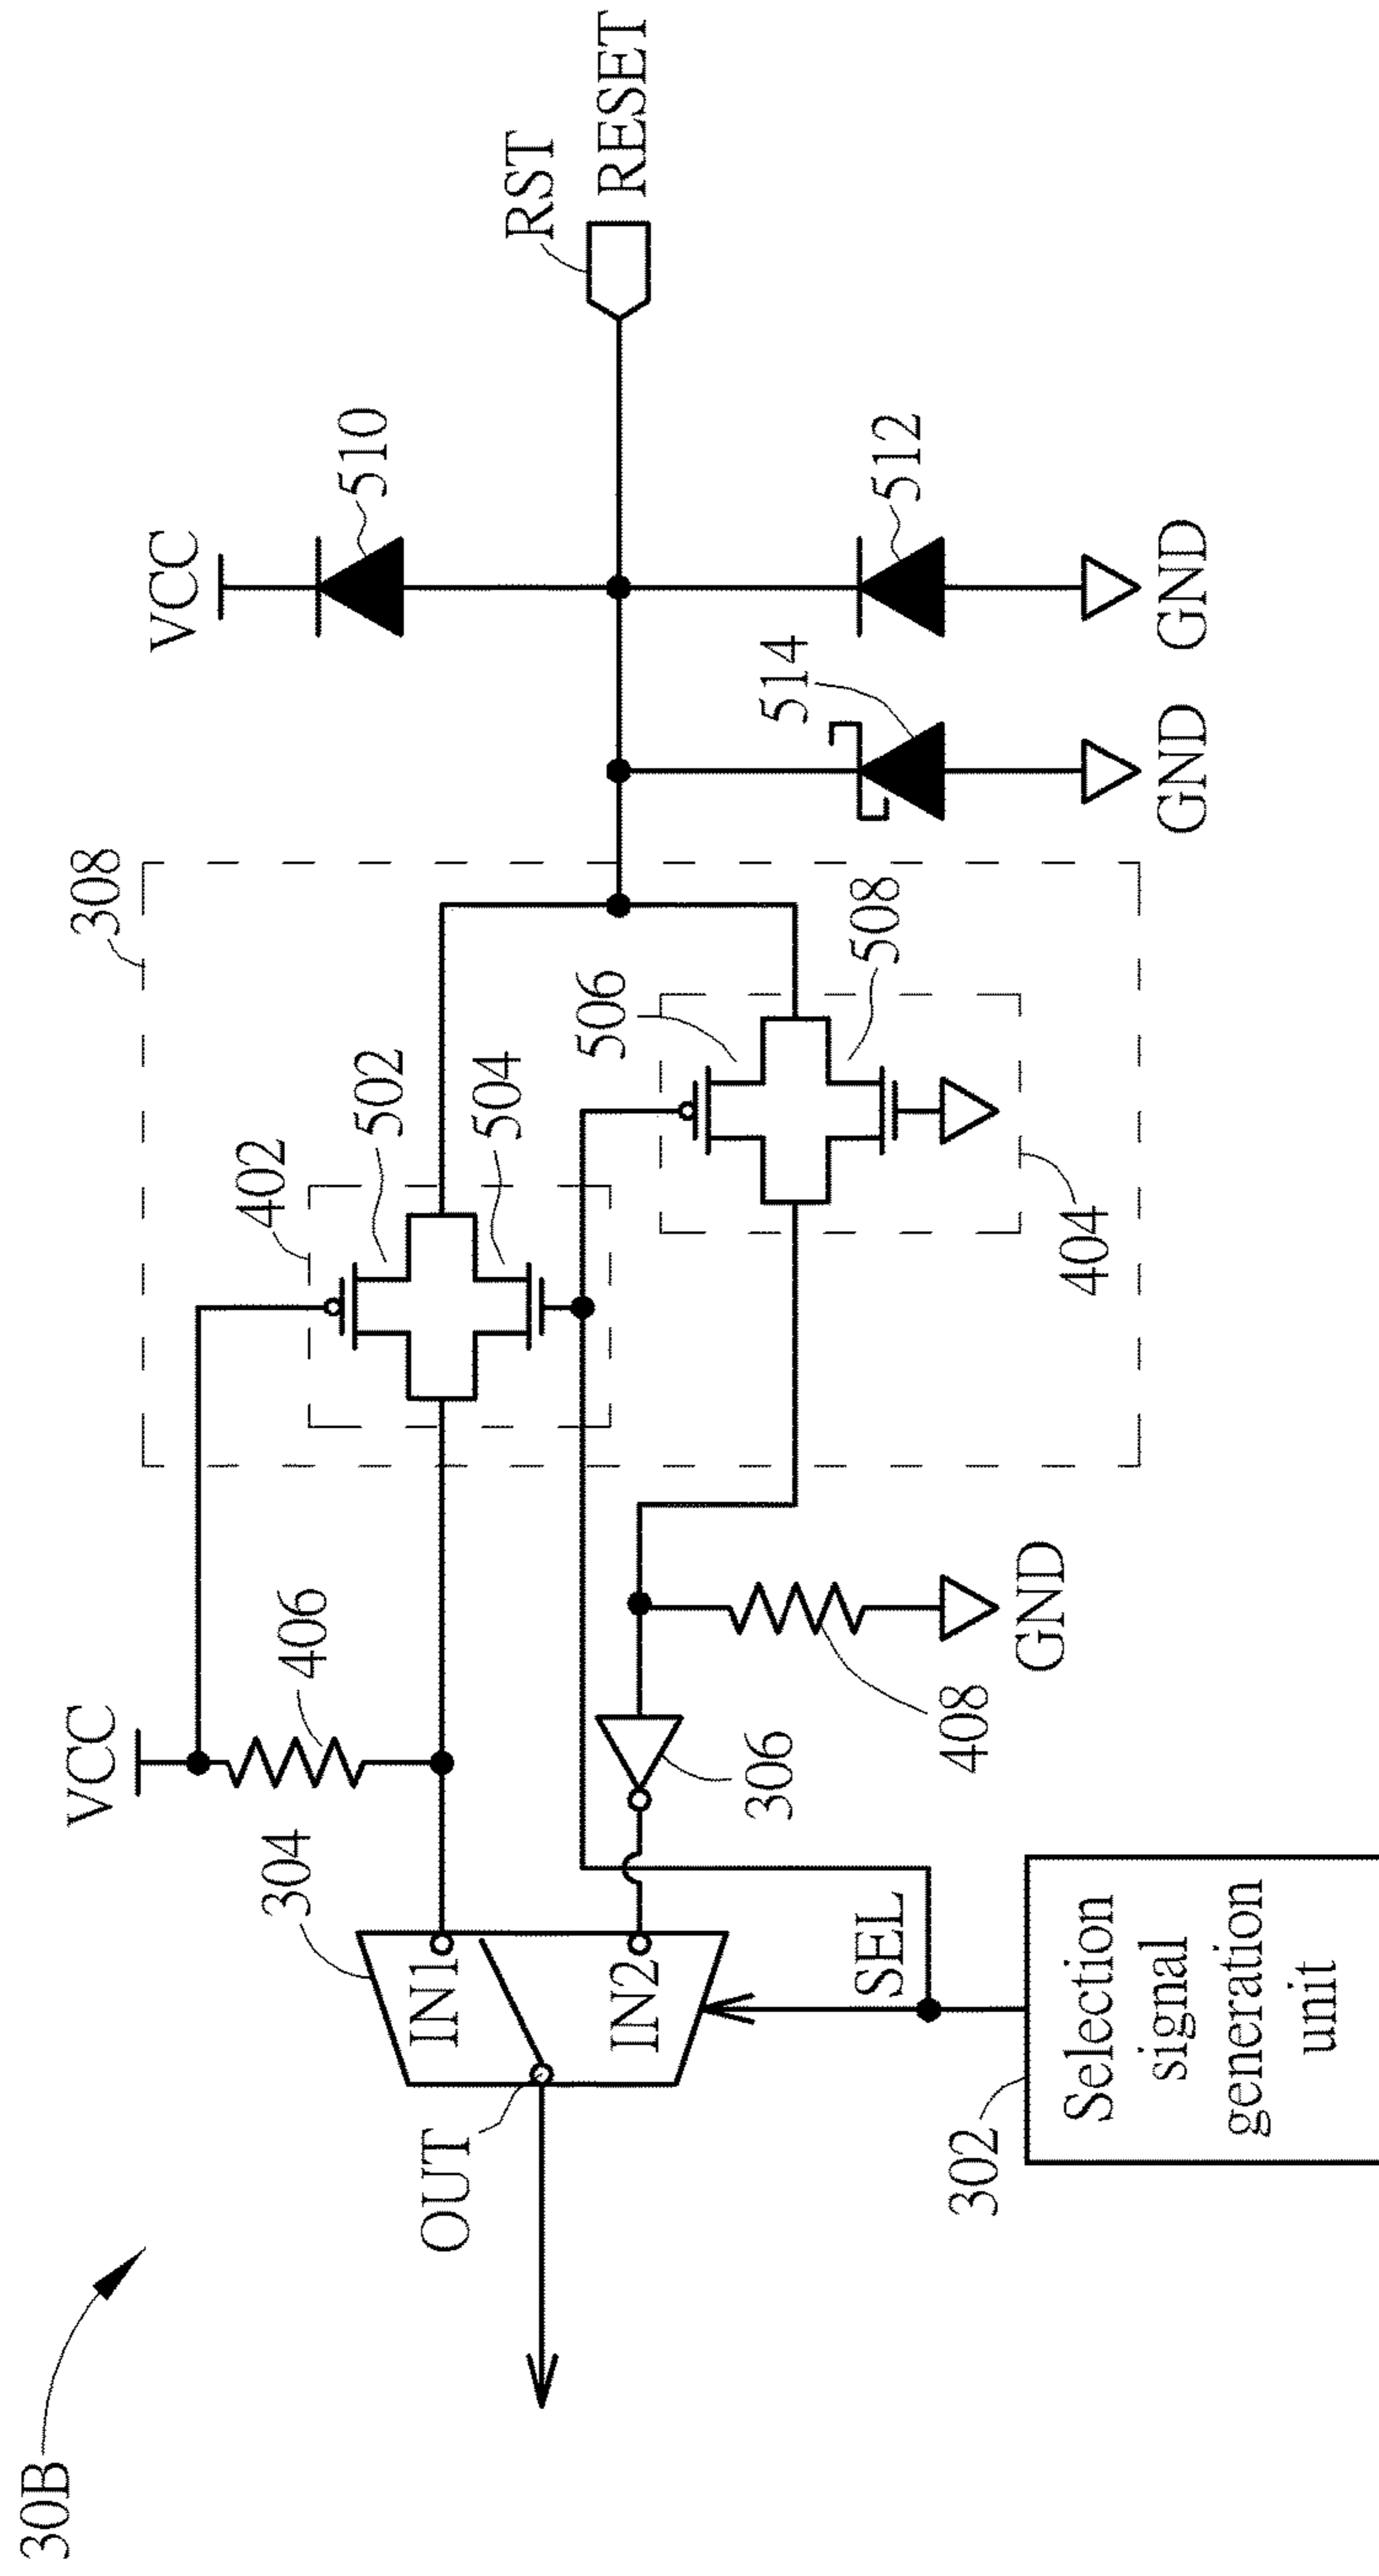 30B
VCC
406
304
IN1
IN2
OUT
SEL
306
408
GND
302
Selection
signal
generation
unit
308
402
502
504
506
508
404
VCC
510
514
512
GND
GND
RST
RESET